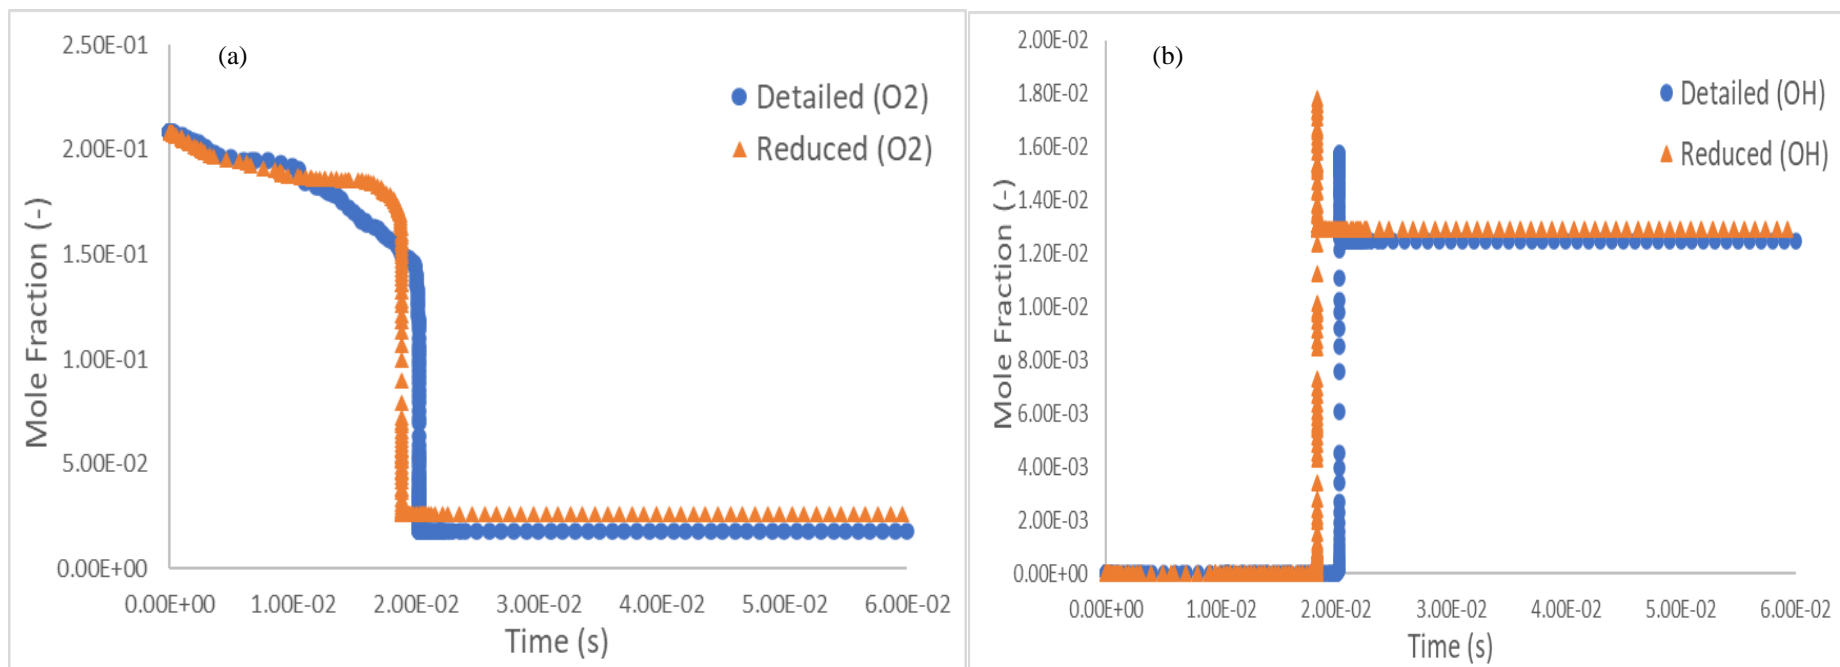 (a)
2.50E-01
2.00E-01
1.50E-01
1.00E-01
5.00E-02
0.00E+00
Mole Fraction (-)
Detailed (O2)
Reduced (O2)
0.00E+00 1.00E-02 2.00E-02 3.00E-02 4.00E-02 5.00E-02 6.00E-02
Time (s)
(b)
2.00E-02
1.80E-02
1.60E-02
1.40E-02
1.20E-02
1.00E-02
8.00E-03
6.00E-03
4.00E-03
2.00E-03
0.00E+00
Mole Fraction (-)
Detailed (OH)
Reduced (OH)
0.00E+00 1.00E-02 2.00E-02 3.00E-02 4.00E-02 5.00E-02 6.00E-02
Time (s)